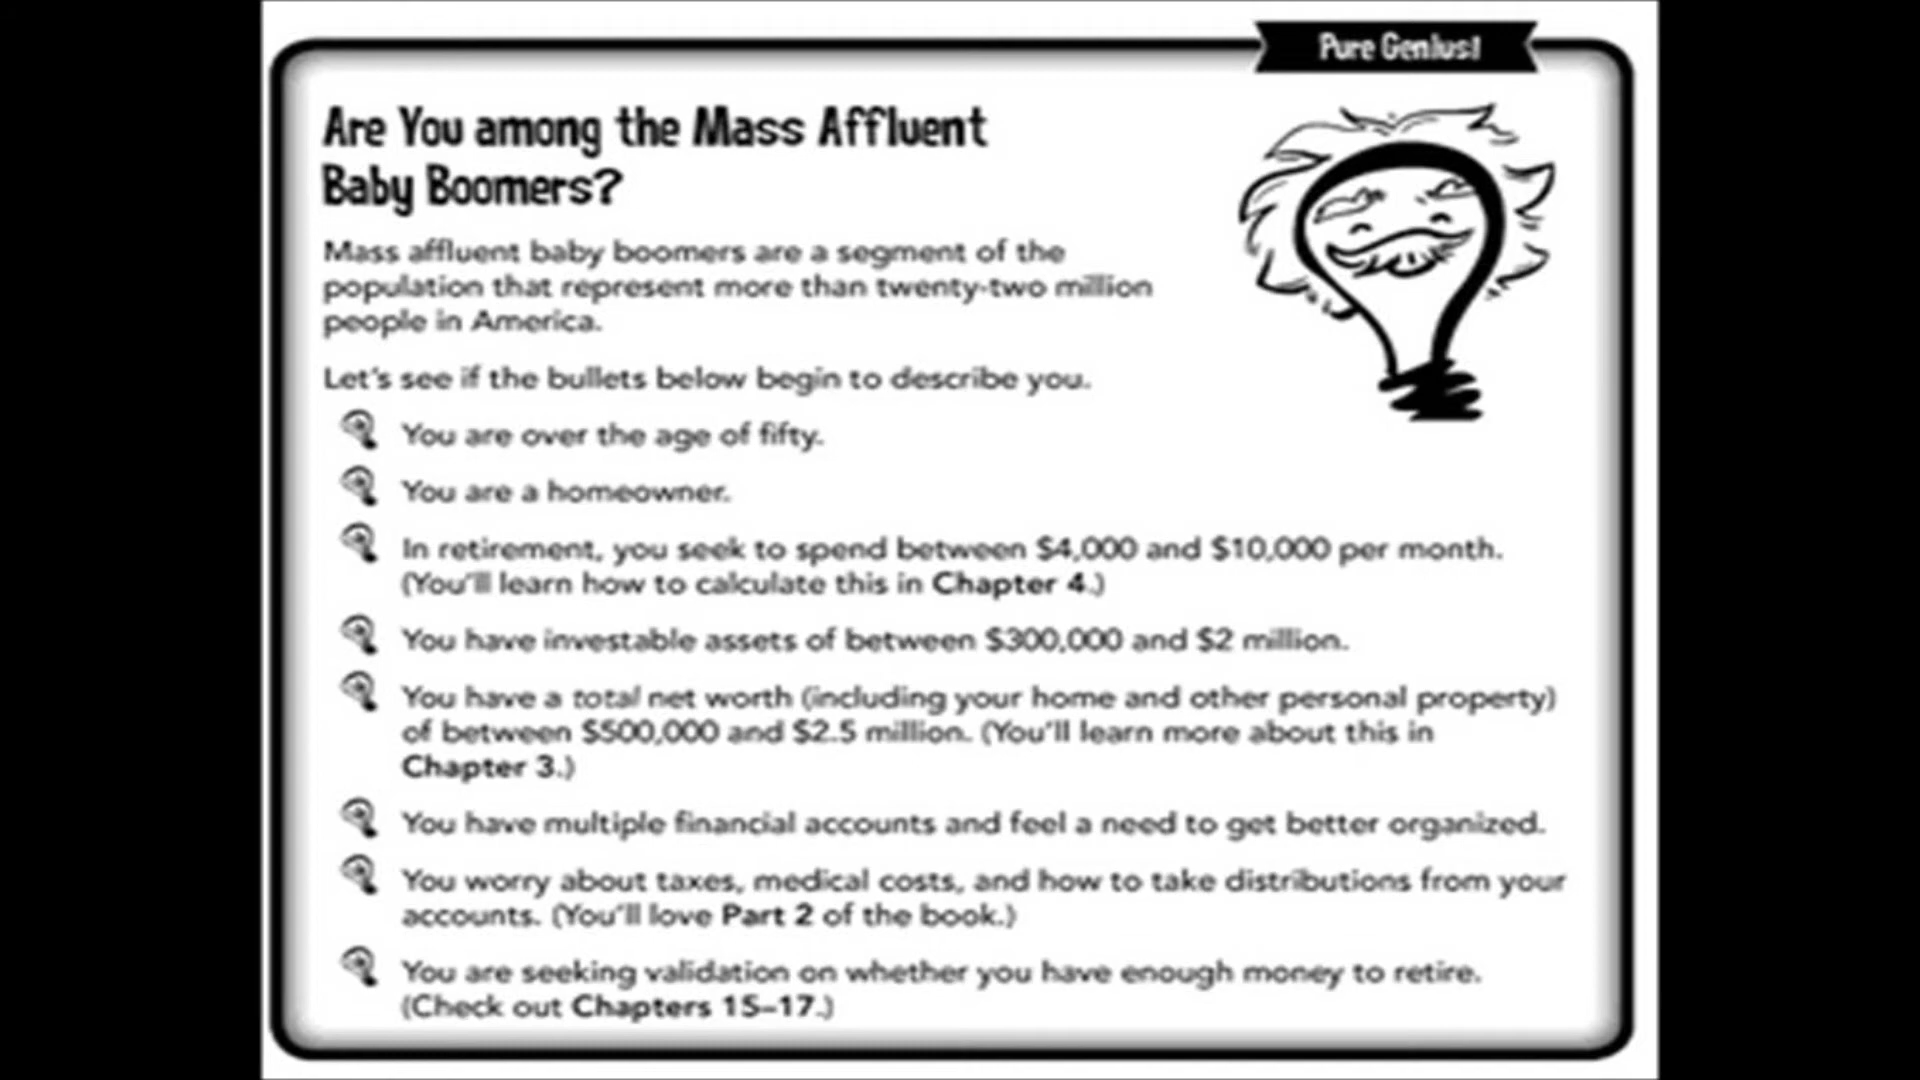 Pure Genius!
Are You among the Mass Affluent
Baby Boomers?
Mass affluent baby boomers are a segment of the
population that represent more than twenty-two million
people in America.
Let's see if the bullets below begin to describe you.
You are over the age of fifty.
You are a homeowner.
In retirement, you seek to spend between $4,000 and $10,000 per month.
(You'll learn how to calculate this in Chapter 4.)
You have investable assets of between $300,000 and $2 million.
You have a total net worth (including your home and other personal property)
of between $500,000 and $2.5 million. (You'll learn more about this in
Chapter 3.)
You have multiple financial accounts and feel a need to get better organized.
You worry about taxes, medical costs, and how to take distributions from your
accounts. (You'll love Part 2 of the book.)
You are seeking validation on whether you have enough money to retire.
(Check out Chapters 15–17.)